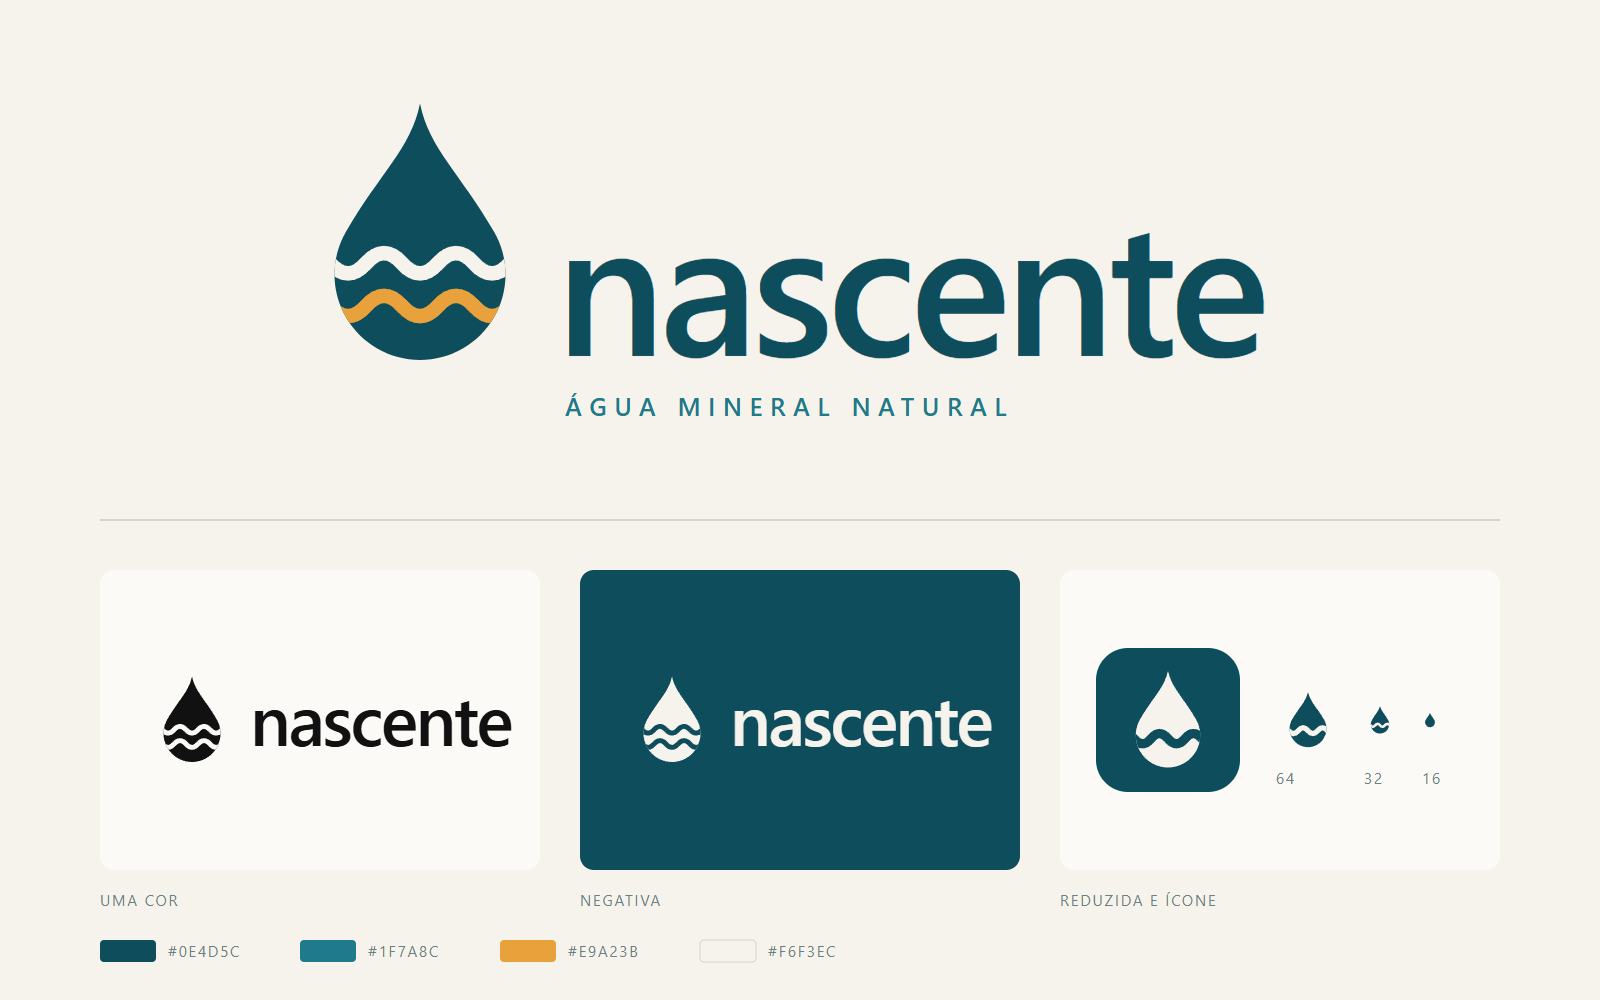 nascente
ÁGUA MINERAL NATURAL
nascente
nascente
64 32 16
UMA COR
NEGATIVA
REDUZIDA E ÍCONE
#0E4D5C
#1F7A8C
#E9A23B
#F6F3EC